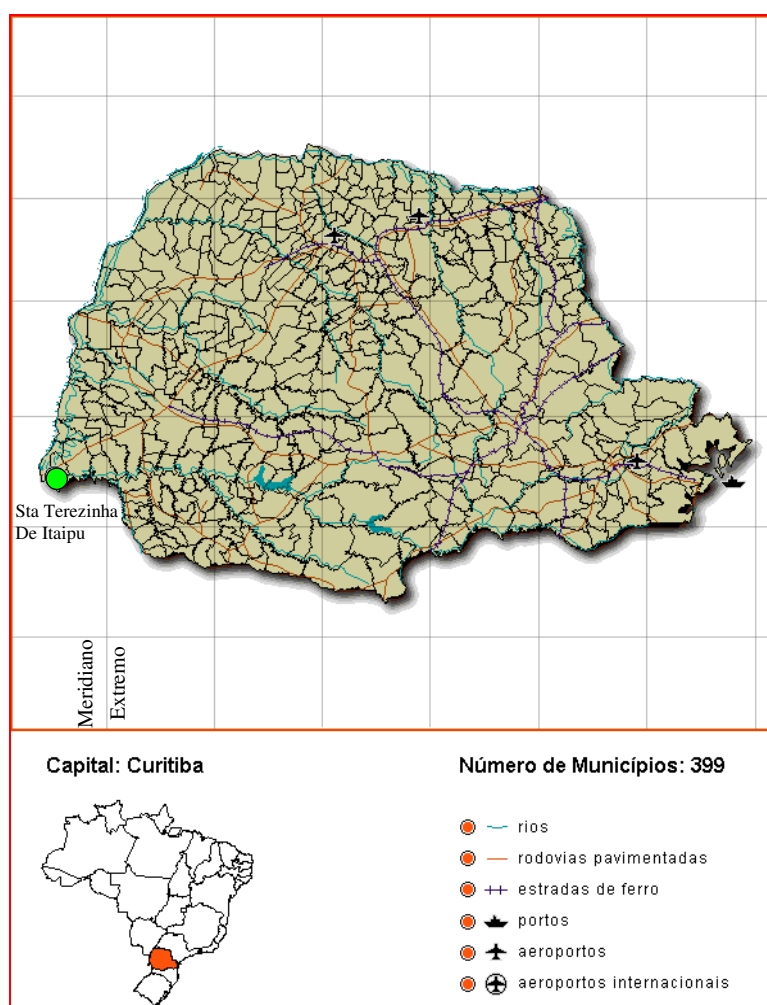 Sta Terezinha
De Itaipu
Meridiano
Extremo
Capital: Curitiba
Número de Municípios: 399
rios
rodovias pavimentadas
estradas de ferro
portos
aeroportos
aeroportos internacionais